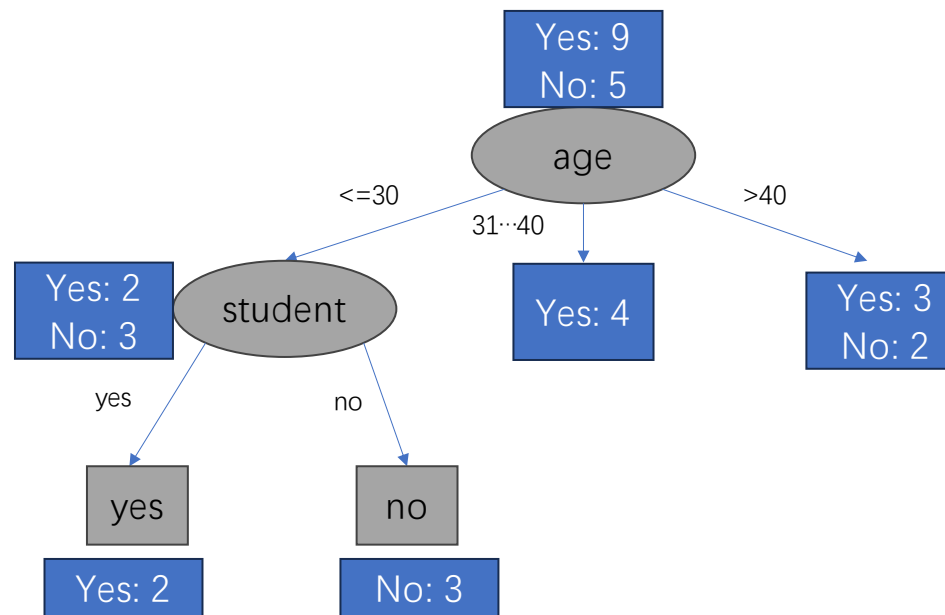 Yes: 9
No: 5
age
<=30
31···40
>40
Yes: 2
No: 3
student
Yes: 4
Yes: 3
No: 2
yes
no
yes
no
Yes: 2
No: 3